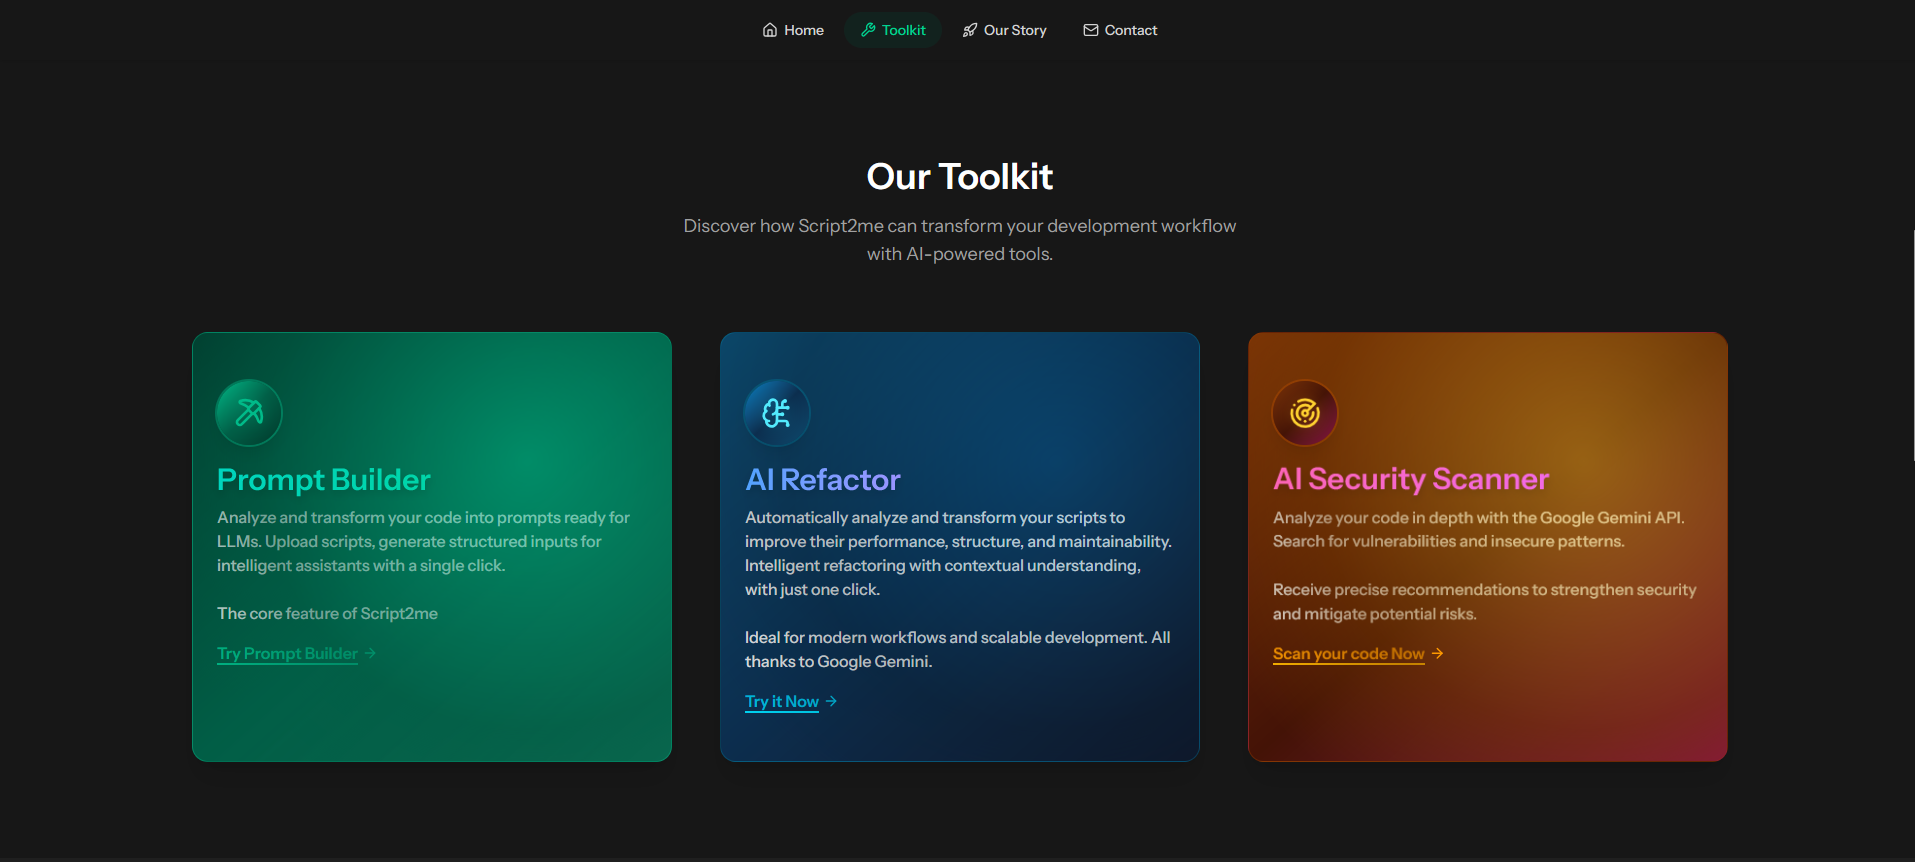 Home
Toolkit
Our Story
Contact
Our Toolkit
Discover how Script2me can transform your development workflow
with AI-powered tools.
Prompt Builder
Analyze and transform your code into prompts ready for
LLMs. Upload scripts, generate structured inputs for
intelligent assistants with a single click.
The core feature of Script2me
Try Prompt Builder →
AI Refactor
Automatically analyze and transform your scripts to
improve their performance, structure, and maintainability.
Intelligent refactoring with contextual understanding,
with just one click.
Ideal for modern workflows and scalable development. All
thanks to Google Gemini.
Try it Now →
AI Security Scanner
Analyze your code in depth with the Google Gemini API.
Search for vulnerabilities and insecure patterns.
Receive precise recommendations to strengthen security
and mitigate potential risks.
Scan your code Now →